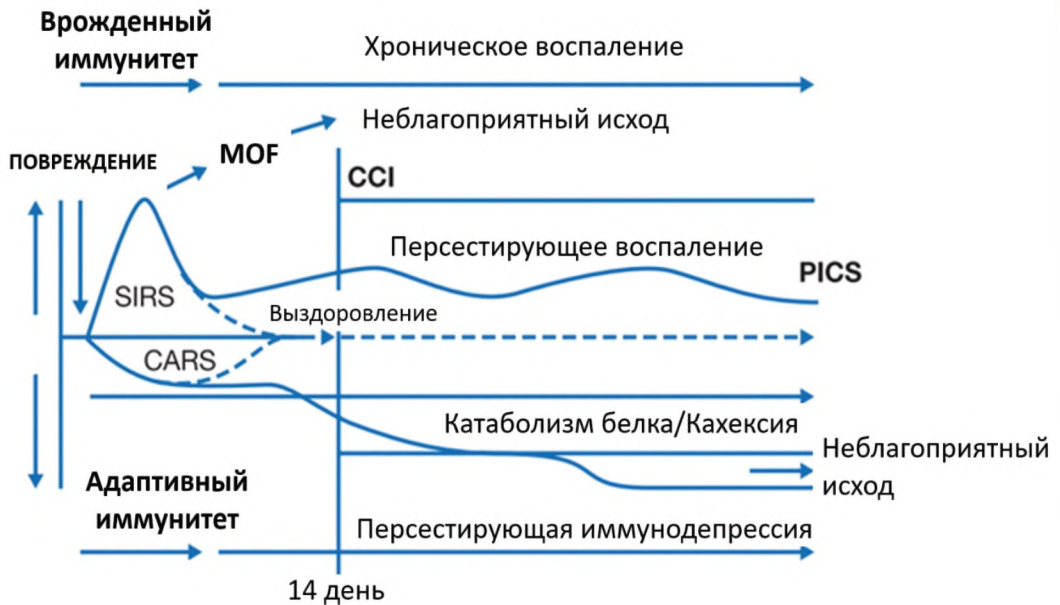 Врожденный
иммунитет
Хроническое воспаление
Неблагоприятный исход
MOF
ПОВРЕЖДЕНИЕ
CCI
Персестирующее воспаление
PICS
SIRS
Выздоровление
CARS
Катаболизм белка/Кахексия
Неблагоприятный
исход
Адаптивный
иммунитет
Персестирующая иммунодепрессия
14 день